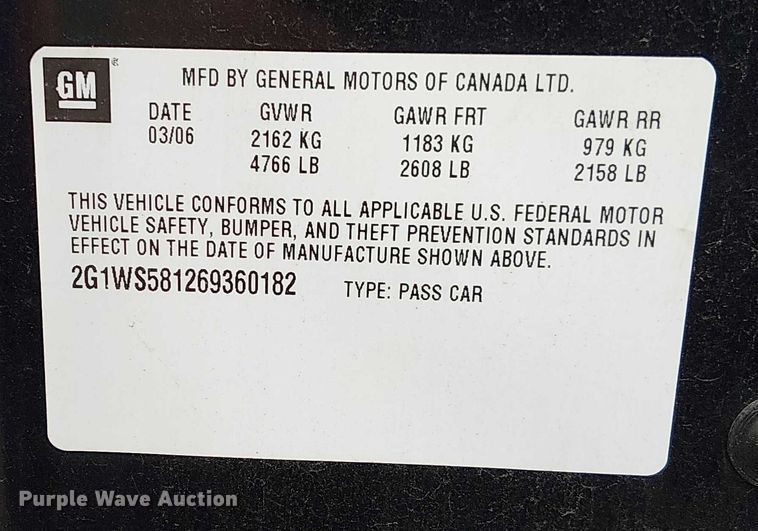 GM
MFD BY GENERAL MOTORS OF CANADA LTD.
DATE GVWR GAWR FRT GAWR RR
03/06 2162 KG 1183 KG 979 KG
4766 LB 2608 LB 2158 LB
THIS VEHICLE CONFORMS TO ALL APPLICABLE U.S. FEDERAL MOTOR
VEHICLE SAFETY, BUMPER, AND THEFT PREVENTION STANDARDS IN
EFFECT ON THE DATE OF MANUFACTURE SHOWN ABOVE.
2G1WS581269360182 TYPE: PASS CAR
Purple Wave Auction